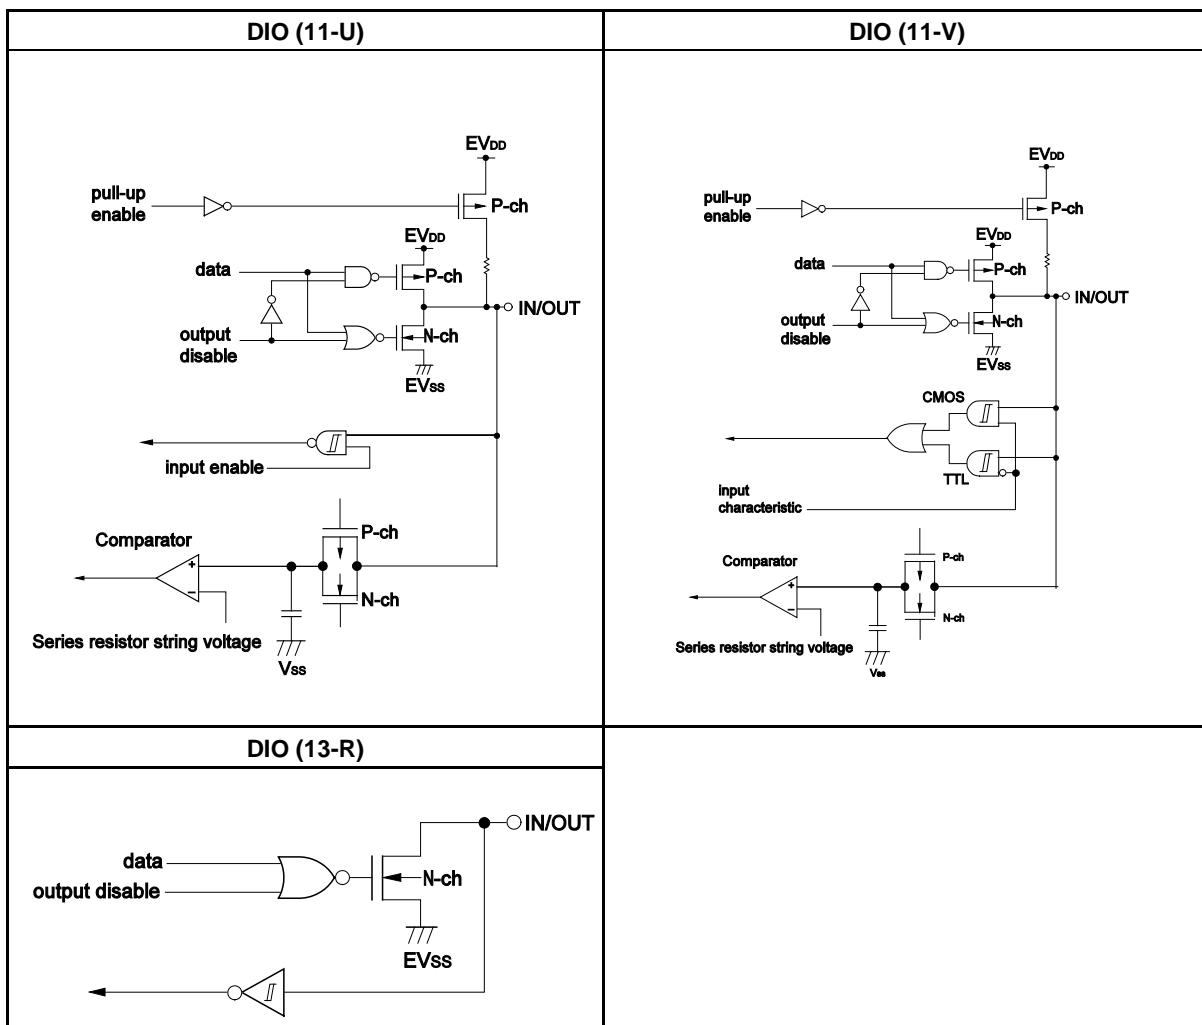 DIO (11-U)
DIO (11-V)
EVDD
pull-up
enable
P-ch
EVDD
data
P-ch
IN/OUT
output
disable
N-ch
EVSS
input enable
P-ch
Comparator
N-ch
Series resistor string voltage
VSS
EVDD
pull-up
enable
P-ch
EVDD
data
P-ch
IN/OUT
output
disable
N-ch
EVSS
CMOS
TTL
input
characteristic
P-ch
Comparator
N-ch
Series resistor string voltage
Vss
DIO (13-R)
IN/OUT
data
N-ch
output disable
EVSS